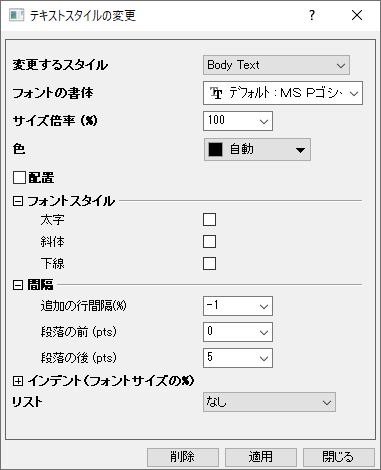 テキストスタイルの変更
変更するスタイル Body Text
フォントの書体 デフォルト：ＭＳ Ｐゴシ
サイズ倍率 (%) 100
色 自動
配置
フォントスタイル
太字
斜体
下線
間隔
追加の行間隔(%) -1
段落の前 (pts) 0
段落の後 (pts) 5
インデント(フォントサイズの%)
リスト なし
削除 適用 閉じる